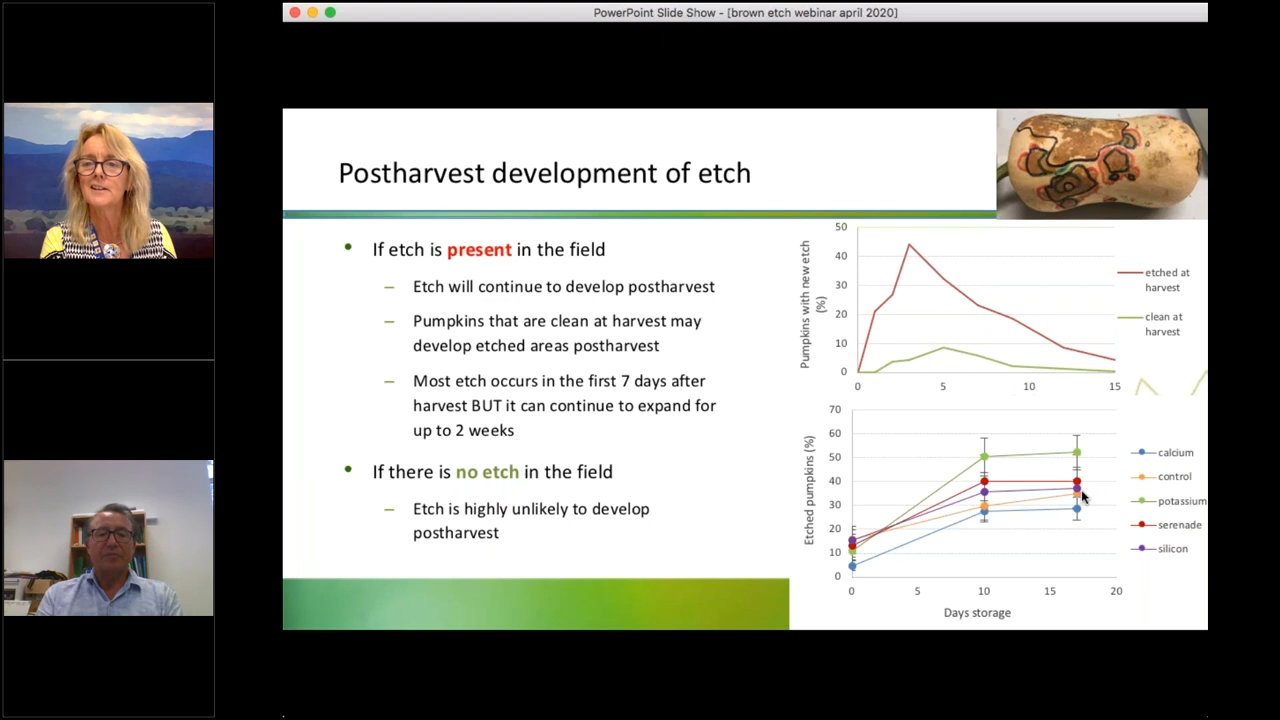 PowerPoint Slide Show - [brown etch webinar april 2020]
Postharvest development of etch
• If etch is present in the field
– Etch will continue to develop postharvest
– Pumpkins that are clean at harvest may
develop etched areas postharvest
– Most etch occurs in the first 7 days after
harvest BUT it can continue to expand for
up to 2 weeks
• If there is no etch in the field
– Etch is highly unlikely to develop
postharvest
Pumpkins with new etch
(%)
50
40
30
20
10
0
0 5 10 15
etched at
harvest
clean at
harvest
Etched pumpkins (%)
70
60
50
40
30
20
10
0
0 5 10 15 20
Days storage
calcium
control
potassium
serenade
silicon